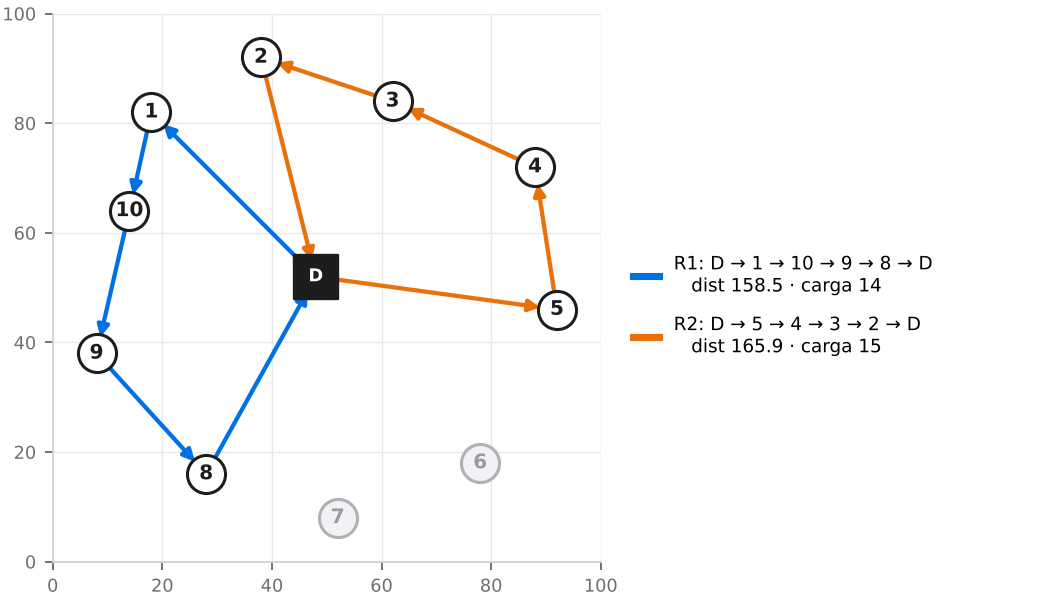 100
80
60
40
20
0
0 20 40 60 80 100
2
1
3
4
10
D
5
9
8
6
7
R1: D → 1 → 10 → 9 → 8 → D
dist 158.5 · carga 14
R2: D → 5 → 4 → 3 → 2 → D
dist 165.9 · carga 15